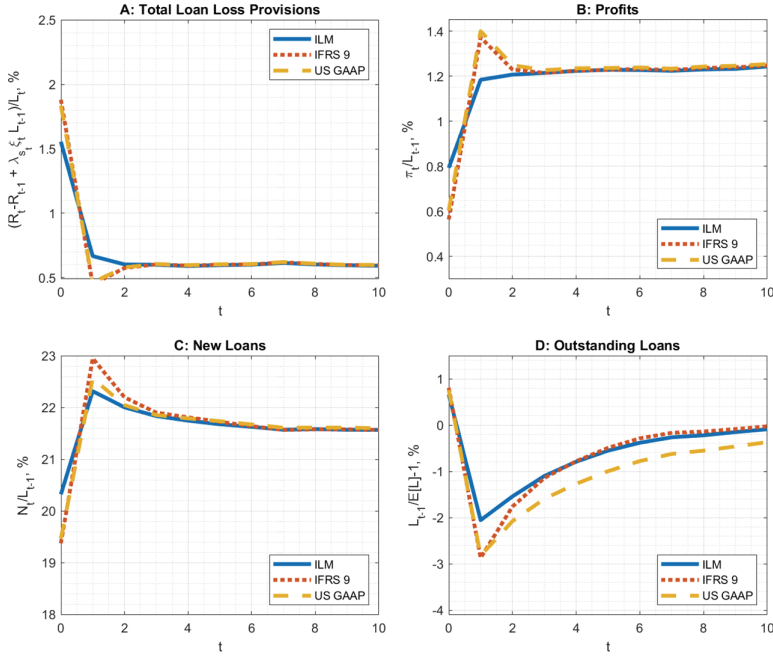 A: Total Loan Loss Provisions
(R_t-R_{t-1} + λ_{s_t} ξ_t L_{t-1})/L_t, %
2.5
2
1.5
1
0.5
ILM
IFRS 9
US GAAP
0 2 4 6 8 10
t
B: Profits
π_t/L_{t-1}, %
1.4
1.2
1.0
0.8
0.6
0.4
ILM
IFRS 9
US GAAP
0 2 4 6 8 10
t
C: New Loans
N_t/L_{t-1}, %
23
22
21
20
19
18
ILM
IFRS 9
US GAAP
0 2 4 6 8 10
t
D: Outstanding Loans
L_{t-1}/E[L]-1, %
1
0
-1
-2
-3
-4
ILM
IFRS 9
US GAAP
0 2 4 6 8 10
t